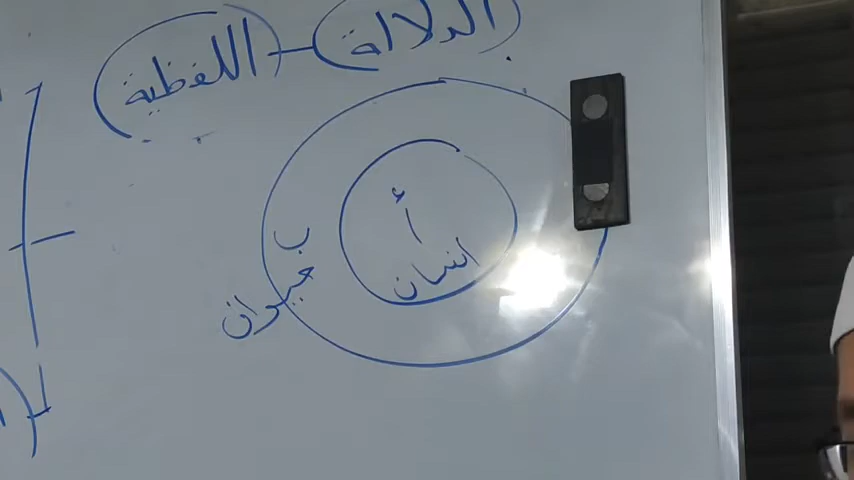 الدلالة اللفظية
أ
انسان
ب
حيوان